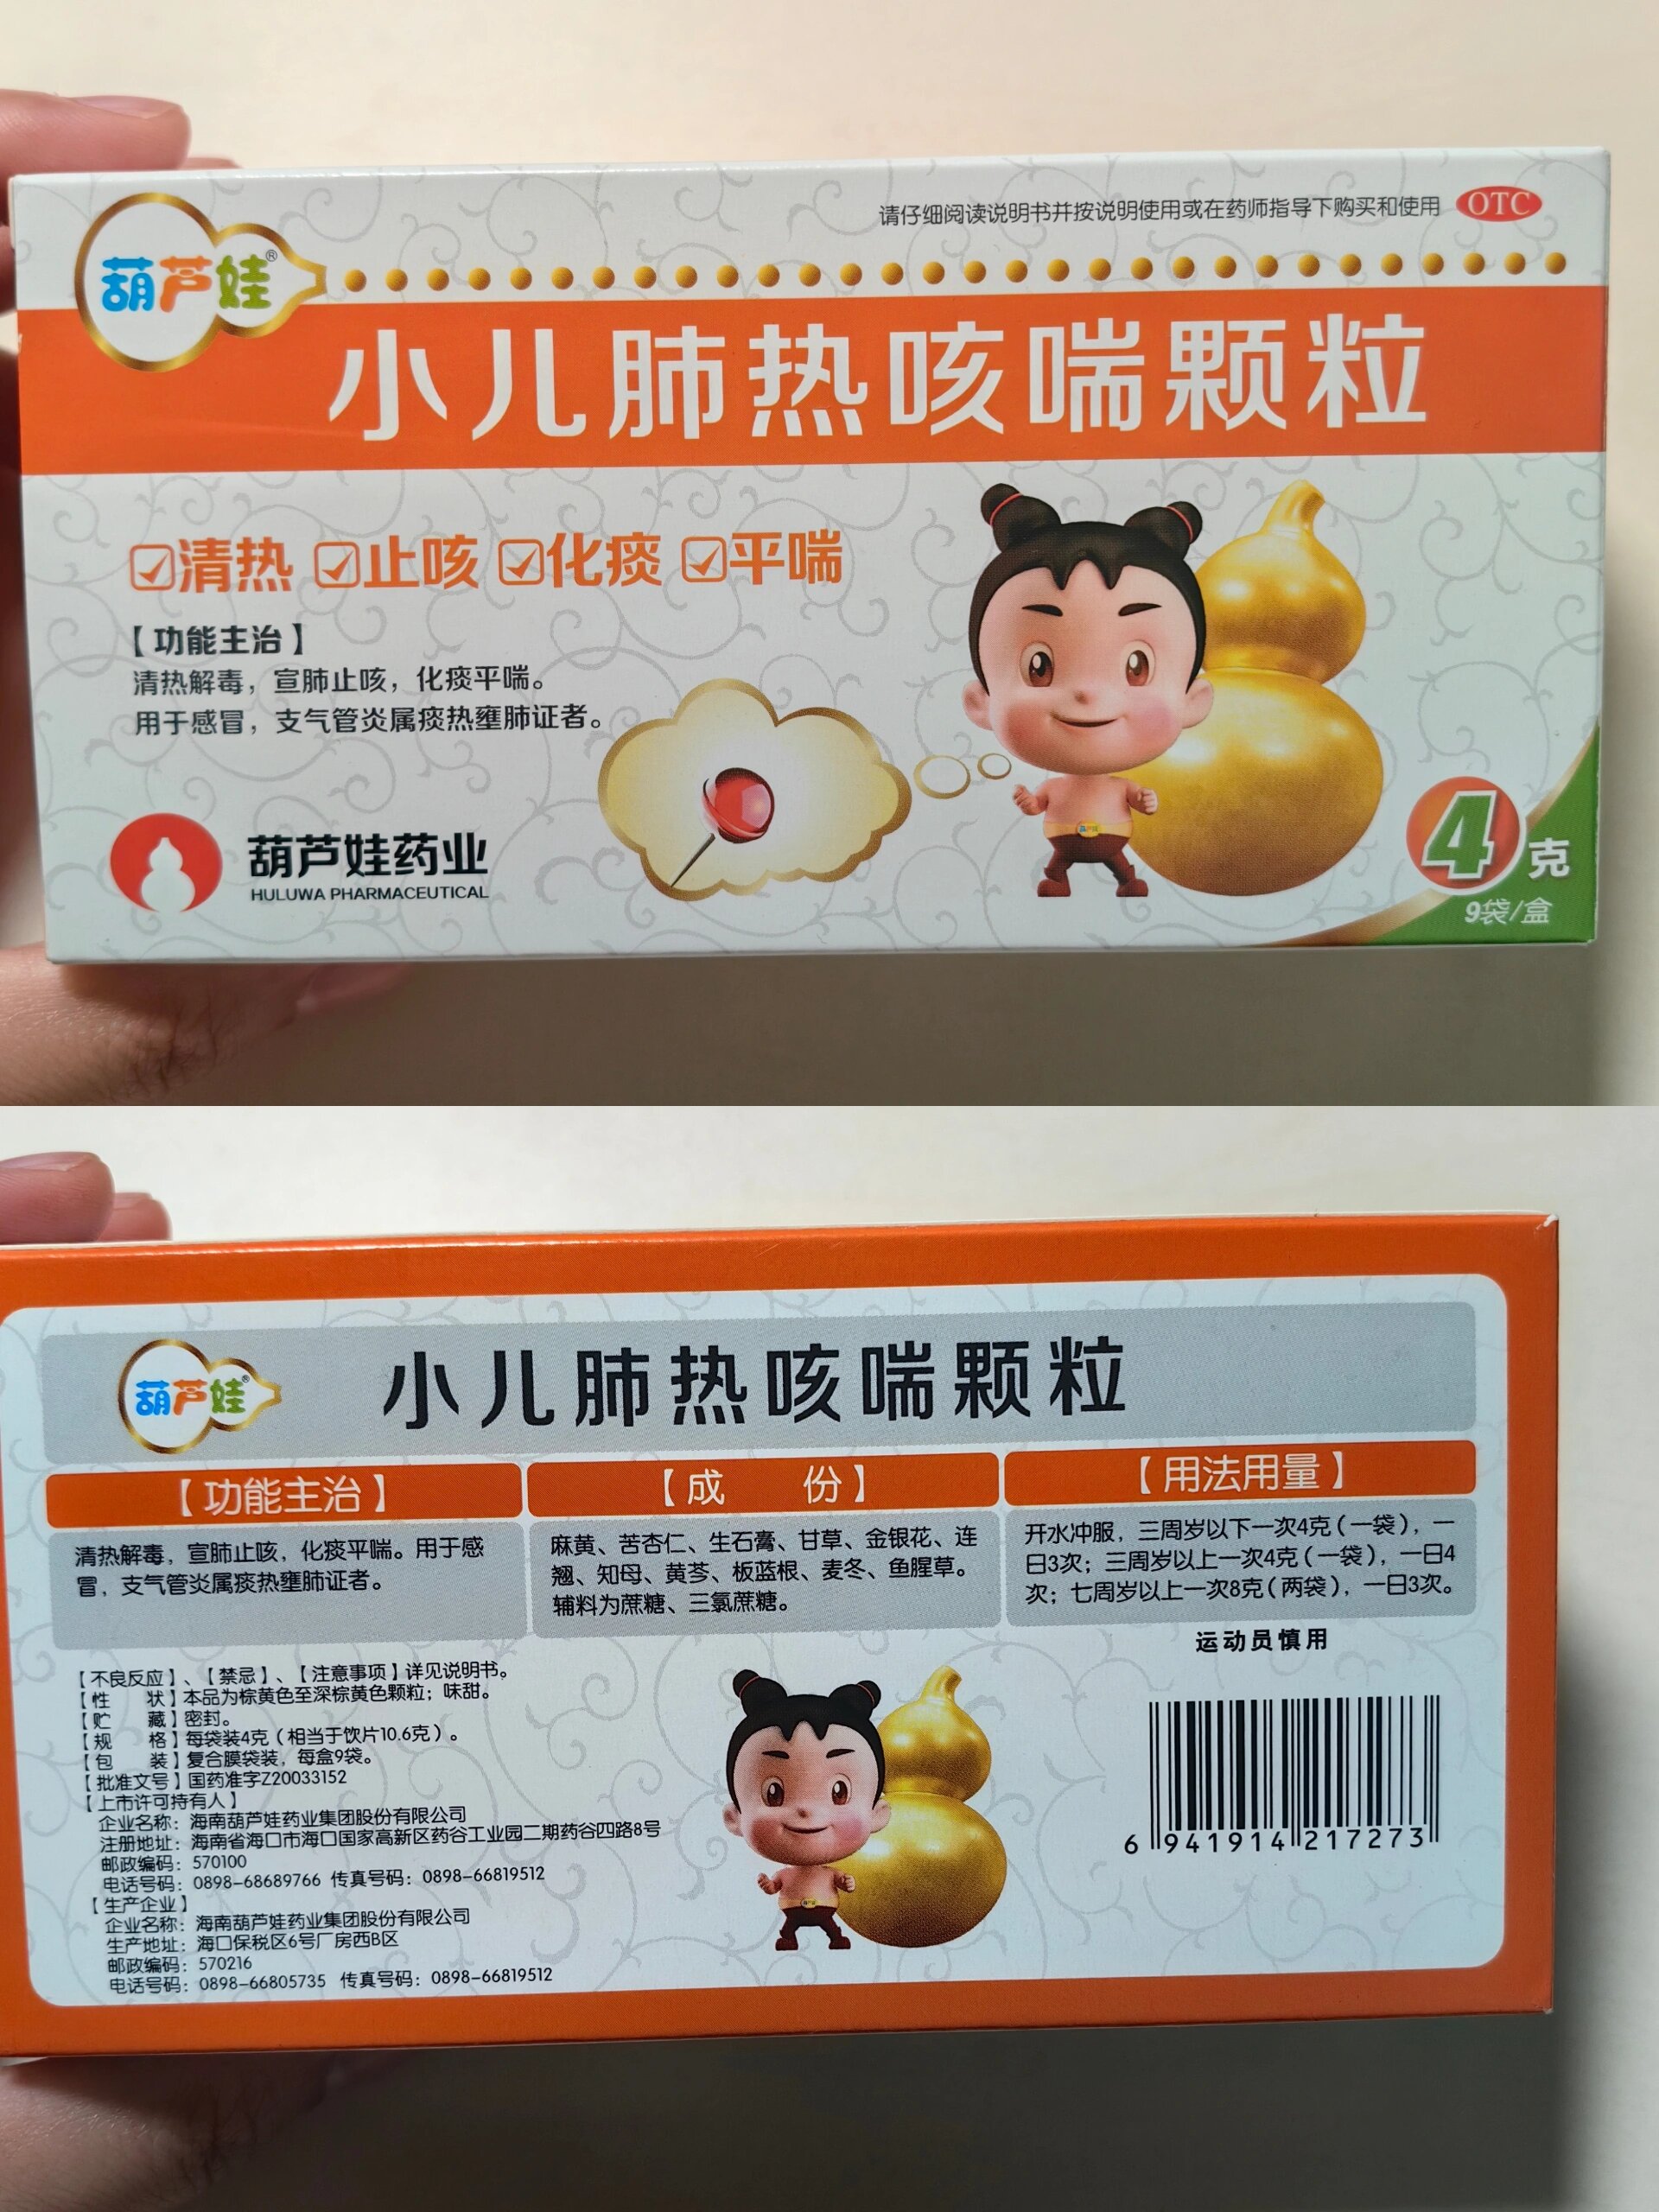 请仔细阅读说明书并按说明使用或在药师指导下购买和使用 OTC
葫芦娃®
小儿肺热咳喘颗粒
清热 止咳 化痰 平喘
【功能主治】
清热解毒，宣肺止咳，化痰平喘。
用于感冒，支气管炎属痰热壅肺证者。
葫芦娃药业
HULUWA PHARMACEUTICAL
4克
9袋/盒
葫芦娃®
小儿肺热咳喘颗粒
【功能主治】
清热解毒，宣肺止咳，化痰平喘。用于感
冒，支气管炎属痰热壅肺证者。
【成 份】
麻黄、苦杏仁、生石膏、甘草、金银花、连
翘、知母、黄芩、板蓝根、麦冬、鱼腥草。
辅料为蔗糖、三氯蔗糖。
【用法用量】
开水冲服，三周岁以下一次4克（一袋），一
日3次；三周岁以上一次4克（一袋），一日4
次；七周岁以上一次8克（两袋），一日3次。
运动员慎用
【不良反应】、【禁忌】、【注意事项】详见说明书。
【性 状】本品为棕黄色至深棕黄色颗粒；味甜。
【贮 藏】密封。
【规 格】每袋装4克（相当于饮片10.6克）。
【包 装】复合膜袋装，每盒9袋。
【批准文号】国药准字Z20033152
【上市许可持有人】
企业名称：海南葫芦娃药业集团股份有限公司
注册地址：海南省海口市海口国家高新区药谷工业园二期药谷四路8号
邮政编码：570100
电话号码：0898-68689766 传真号码：0898-66819512
【生产企业】
企业名称：海南葫芦娃药业集团股份有限公司
生产地址：海口保税区6号厂房西B区
邮政编码：570216
电话号码：0898-66805735 传真号码：0898-66819512
6 941914 217273